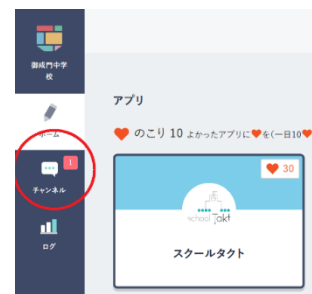 御成門中学
校
ホーム
1
チャンネル
ログ
アプリ
のこり 10 よかったアプリに❤を(一日10❤
❤ 30
school Takt
スクールタクト